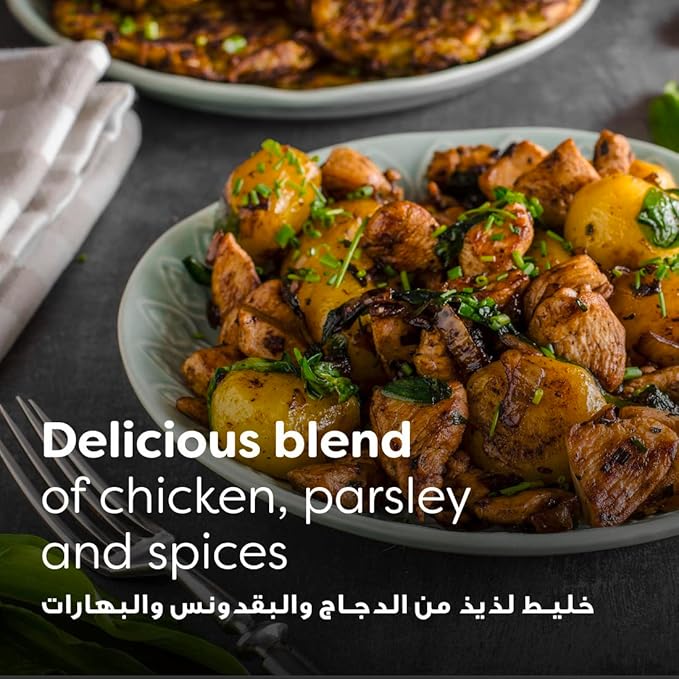 Delicious blend
of chicken, parsley
and spices
خليط لذيذ من الدجاج والبقدونس والبهارات